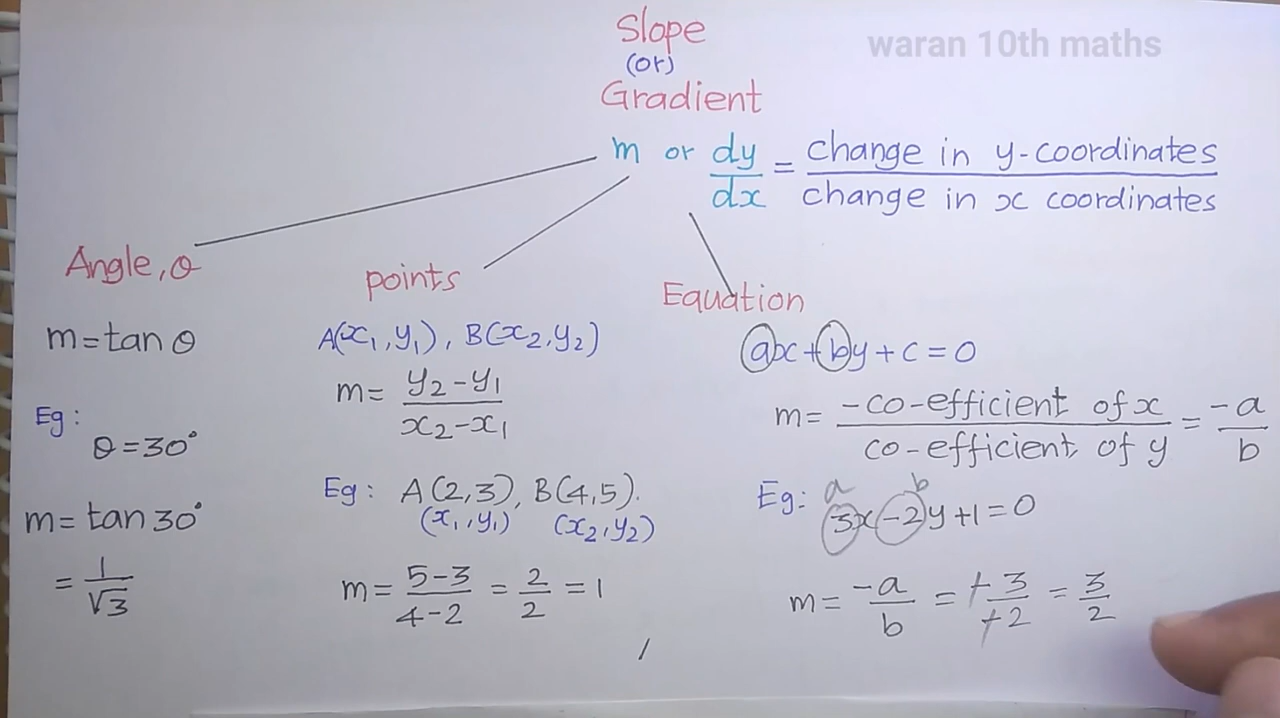 Slope
(or)
Gradient
waran 10th maths
m or dy/dx = change in y-coordinates / change in x coordinates
Angle, θ
m = tan θ
Eg:
θ = 30°
m = tan 30°
= 1/√3
points
A(x₁, y₁), B(x₂, y₂)
m = y₂ - y₁ / x₂ - x₁
Eg: A(2,3), B(4,5).
(x₁, y₁) (x₂, y₂)
m = 5-3 / 4-2 = 2/2 = 1
Equation
ax + by + c = 0
m = -co-efficient of x / co-efficient of y = -a/b
a b
Eg: 3x - 2y + 1 = 0
m = -a/b = +3/+2 = 3/2